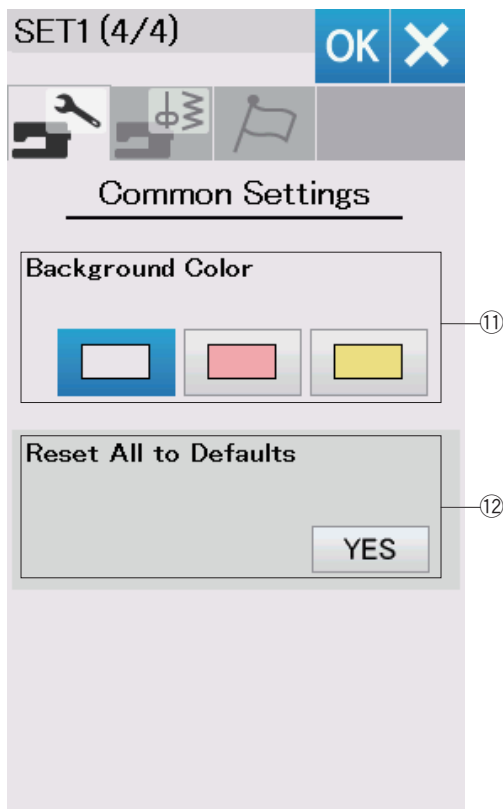 SET1 (4/4)
OK
Common Settings
Background Color
⑪
Reset All to Defaults
⑫
YES